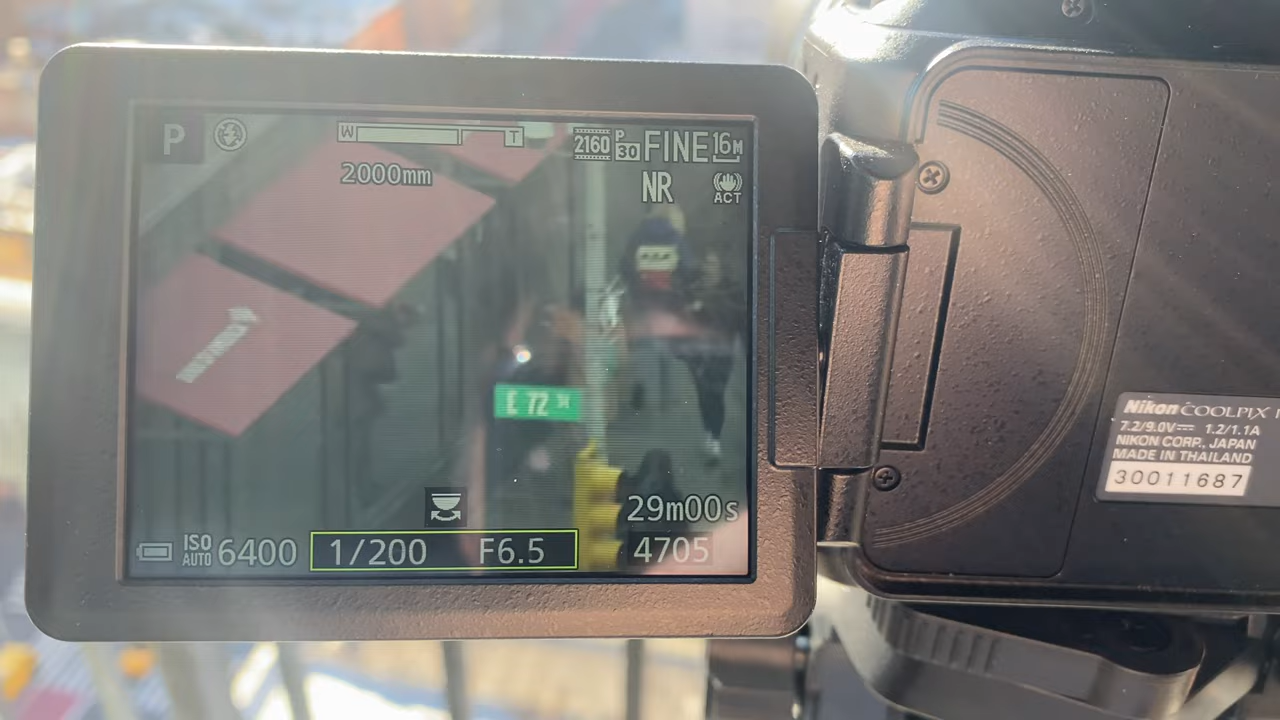 P
W T
2160 P 30 FINE 16M
2000mm
NR
ACT
E 72
29m00s
ISO AUTO 6400 1/200 F6.5 4705
Nikon COOLPIX
7.2/9.0V⎓ 1.2/1.1A
NIKON CORP., JAPAN
MADE IN THAILAND
30011687